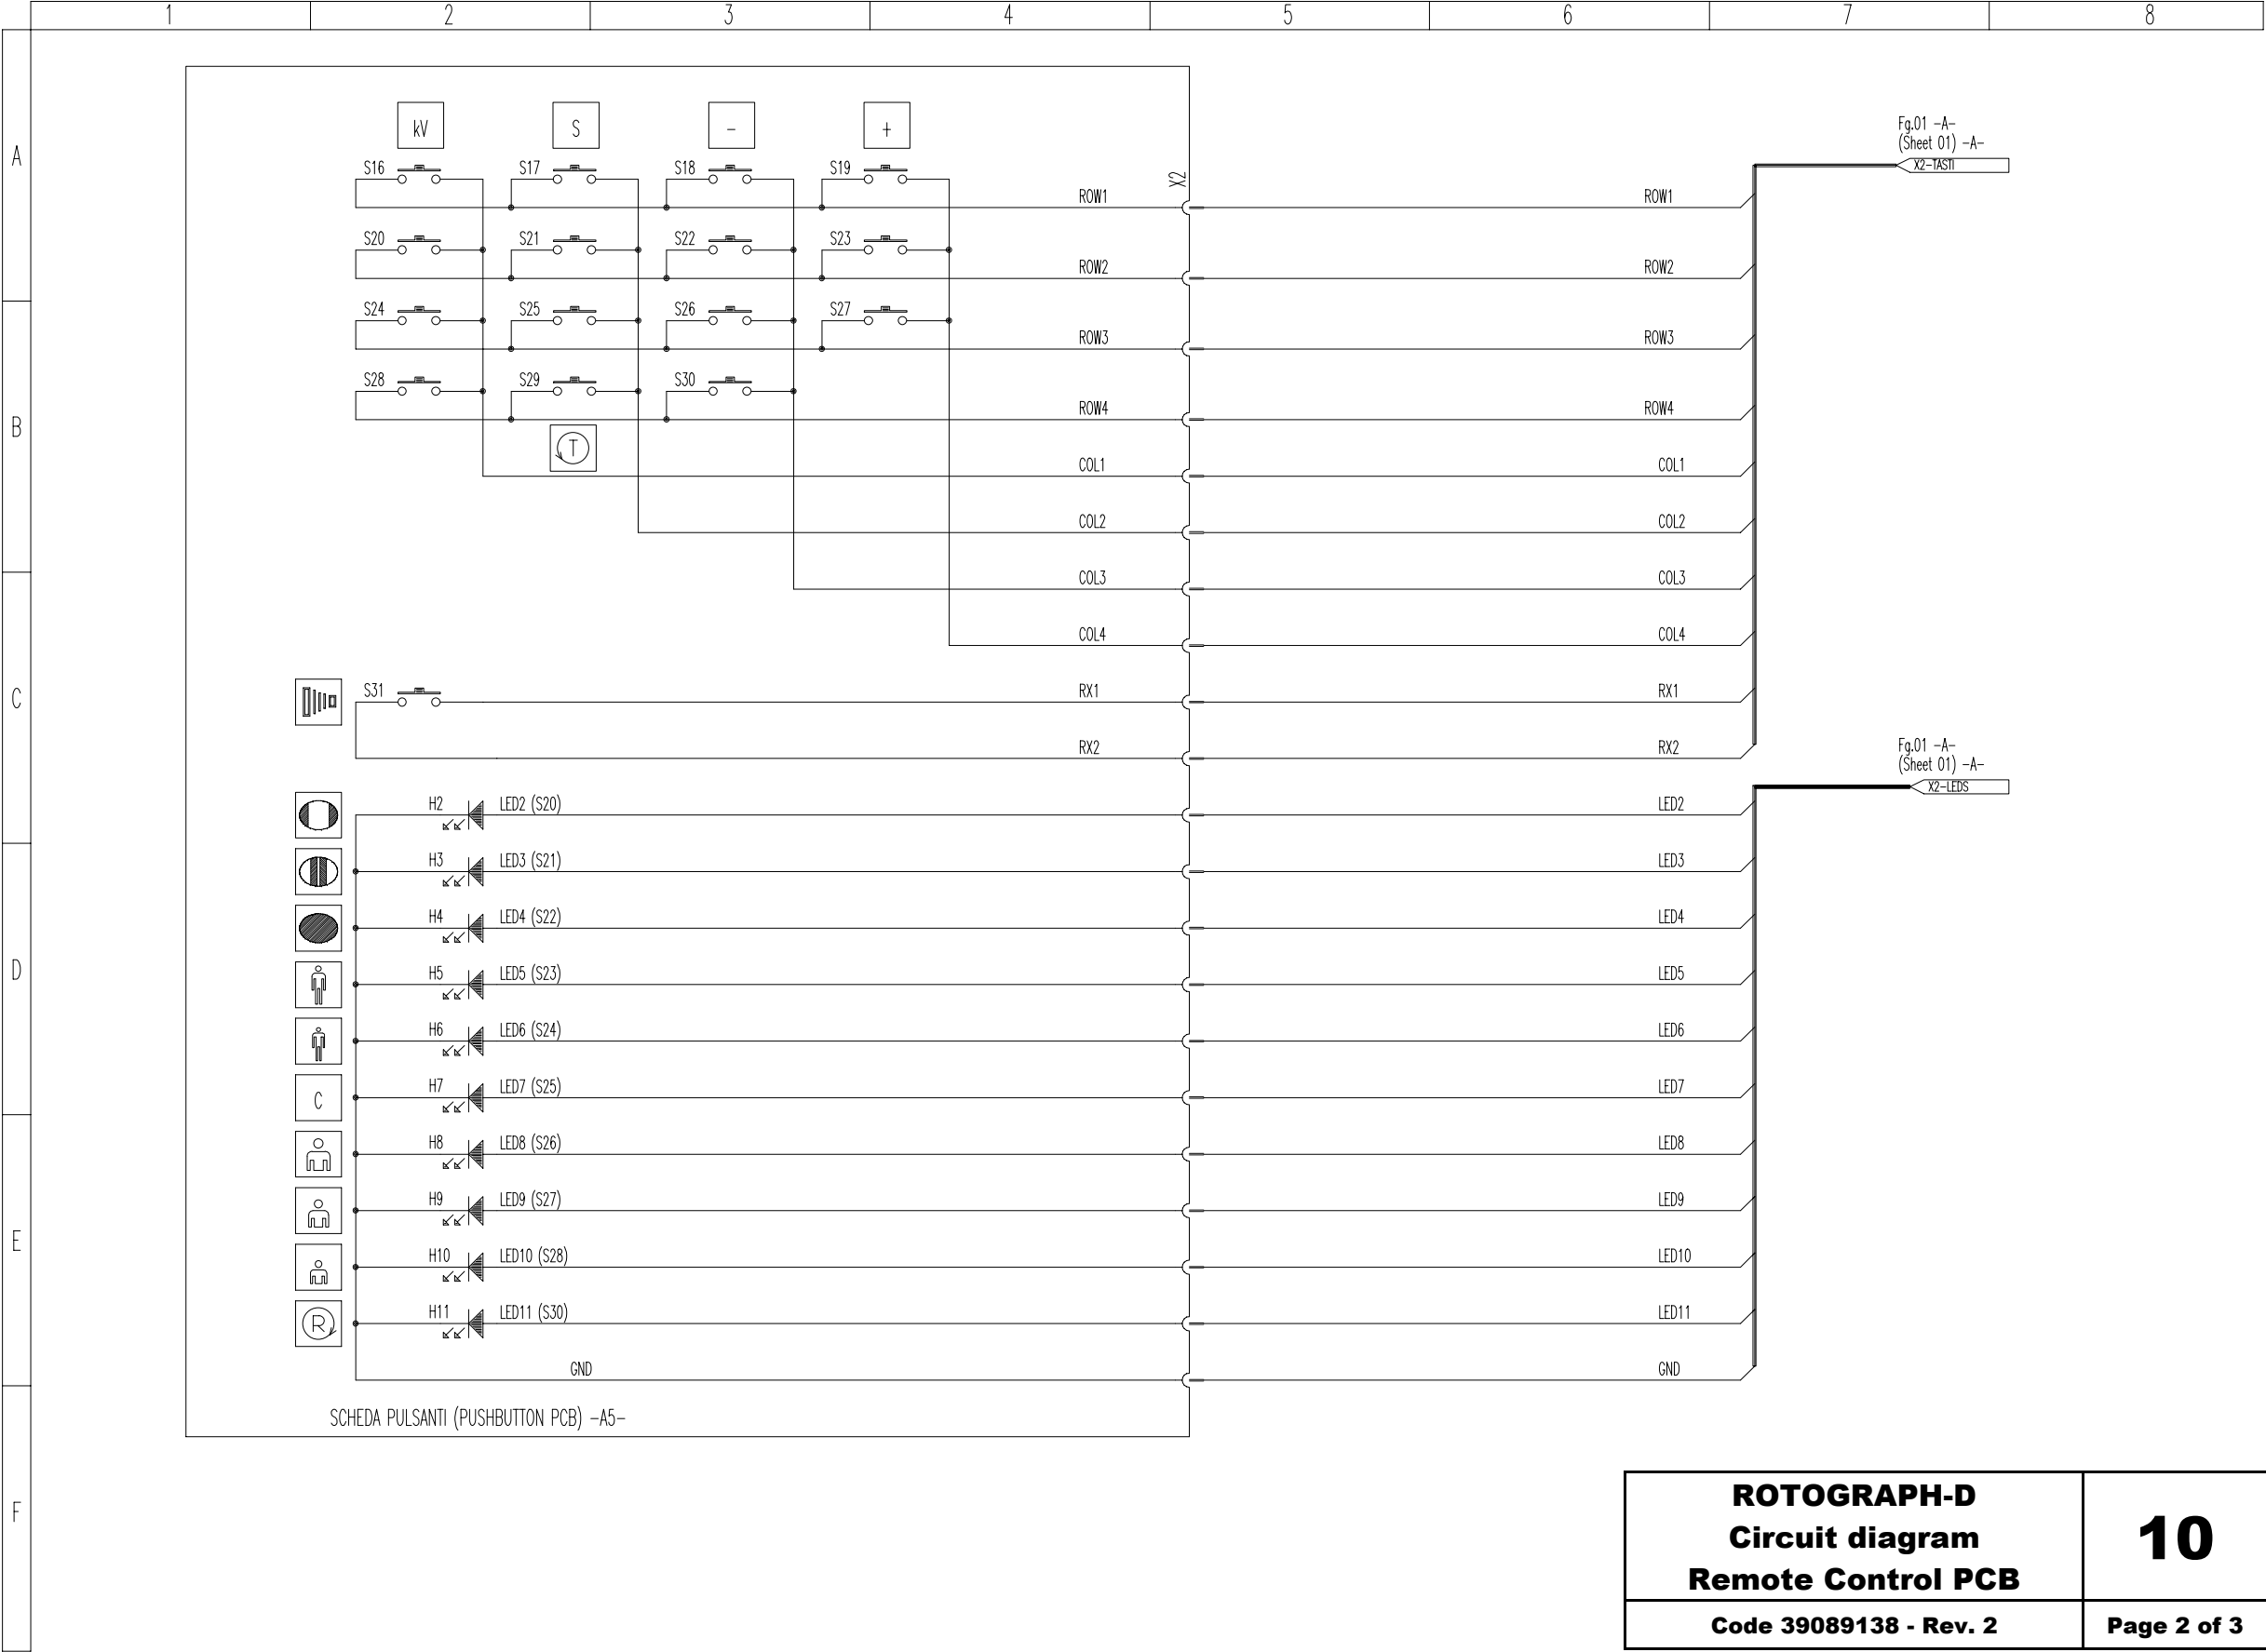 1 2 3 4 5 6 7 8
A
B
C
D
E
F
kV S - +
S16 S17 S18 S19
X2
ROW1 ROW1
S20 S21 S22 S23
ROW2 ROW2
S24 S25 S26 S27
ROW3 ROW3
S28 S29 S30
ROW4 ROW4
T
COL1 COL1
COL2 COL2
COL3 COL3
COL4 COL4
S31 RX1 RX1
RX2 RX2
Fg.01 -A-
(Sheet 01) -A-
X2-TASTI
Fg.01 -A-
(Sheet 01) -A-
X2-LEDS
H2 LED2 (S20) LED2
H3 LED3 (S21) LED3
H4 LED4 (S22) LED4
H5 LED5 (S23) LED5
H6 LED6 (S24) LED6
C H7 LED7 (S25) LED7
H8 LED8 (S26) LED8
H9 LED9 (S27) LED9
H10 LED10 (S28) LED10
R H11 LED11 (S30) LED11
GND GND
SCHEDA PULSANTI (PUSHBUTTON PCB) -A5-
ROTOGRAPH-D
Circuit diagram
Remote Control PCB
10
Code 39089138 - Rev. 2
Page 2 of 3